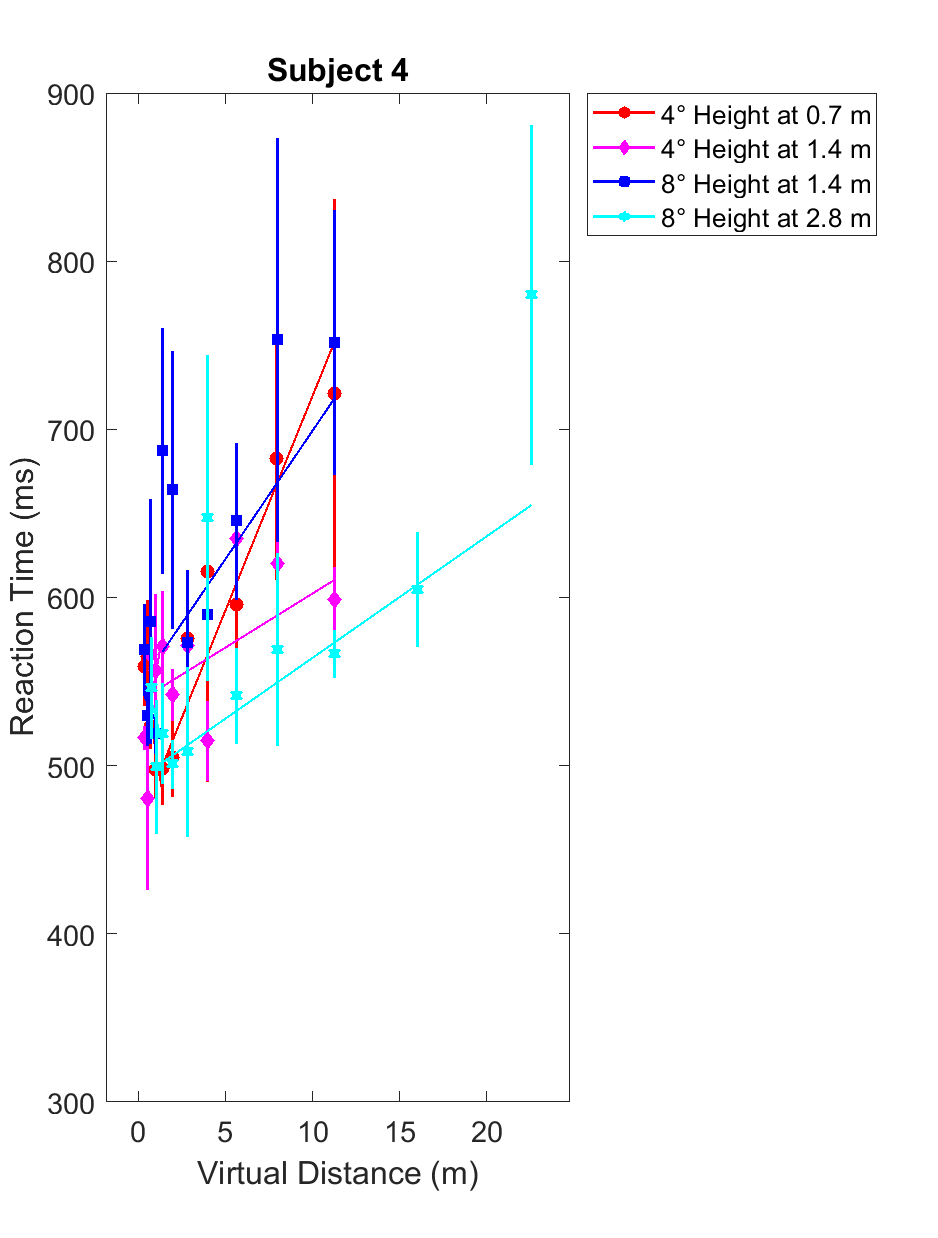 Subject 4
900
800
700
600
500
400
300
Reaction Time (ms)
0 5 10 15 20
Virtual Distance (m)
4° Height at 0.7 m
4° Height at 1.4 m
8° Height at 1.4 m
8° Height at 2.8 m